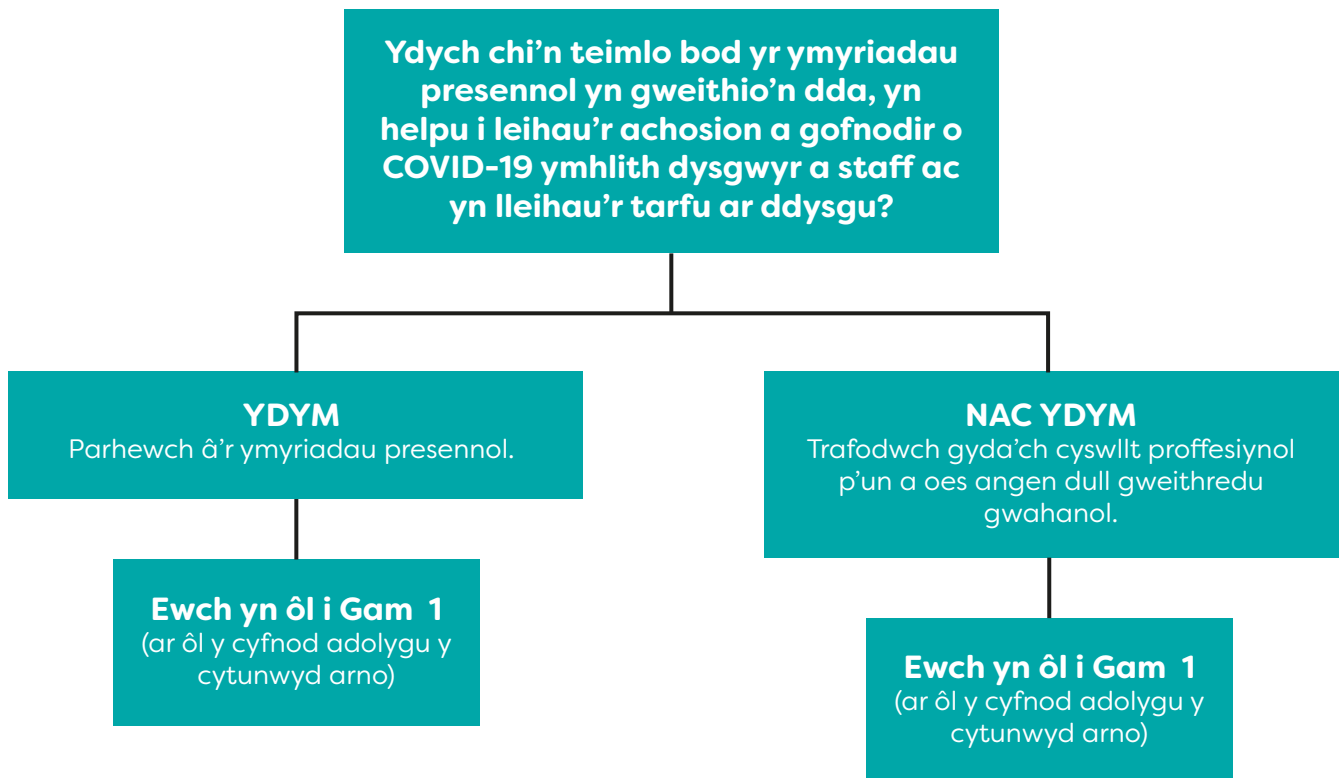 Ydych chi’n teimlo bod yr ymyriadau
presennol yn gweithio’n dda, yn
helpu i leihau’r achosion a gofnodir o
COVID-19 ymhlith dysgwyr a staff ac
yn lleihau’r tarfu ar ddysgu?
YDYM
Parhewch â’r ymyriadau presennol.
Ewch yn ôl i Gam 1
(ar ôl y cyfnod adolygu y
cytunwyd arno)
NAC YDYM
Trafodwch gyda’ch cyswllt proffesiynol
p’un a oes angen dull gweithredu
gwahanol.
Ewch yn ôl i Gam 1
(ar ôl y cyfnod adolygu y
cytunwyd arno)